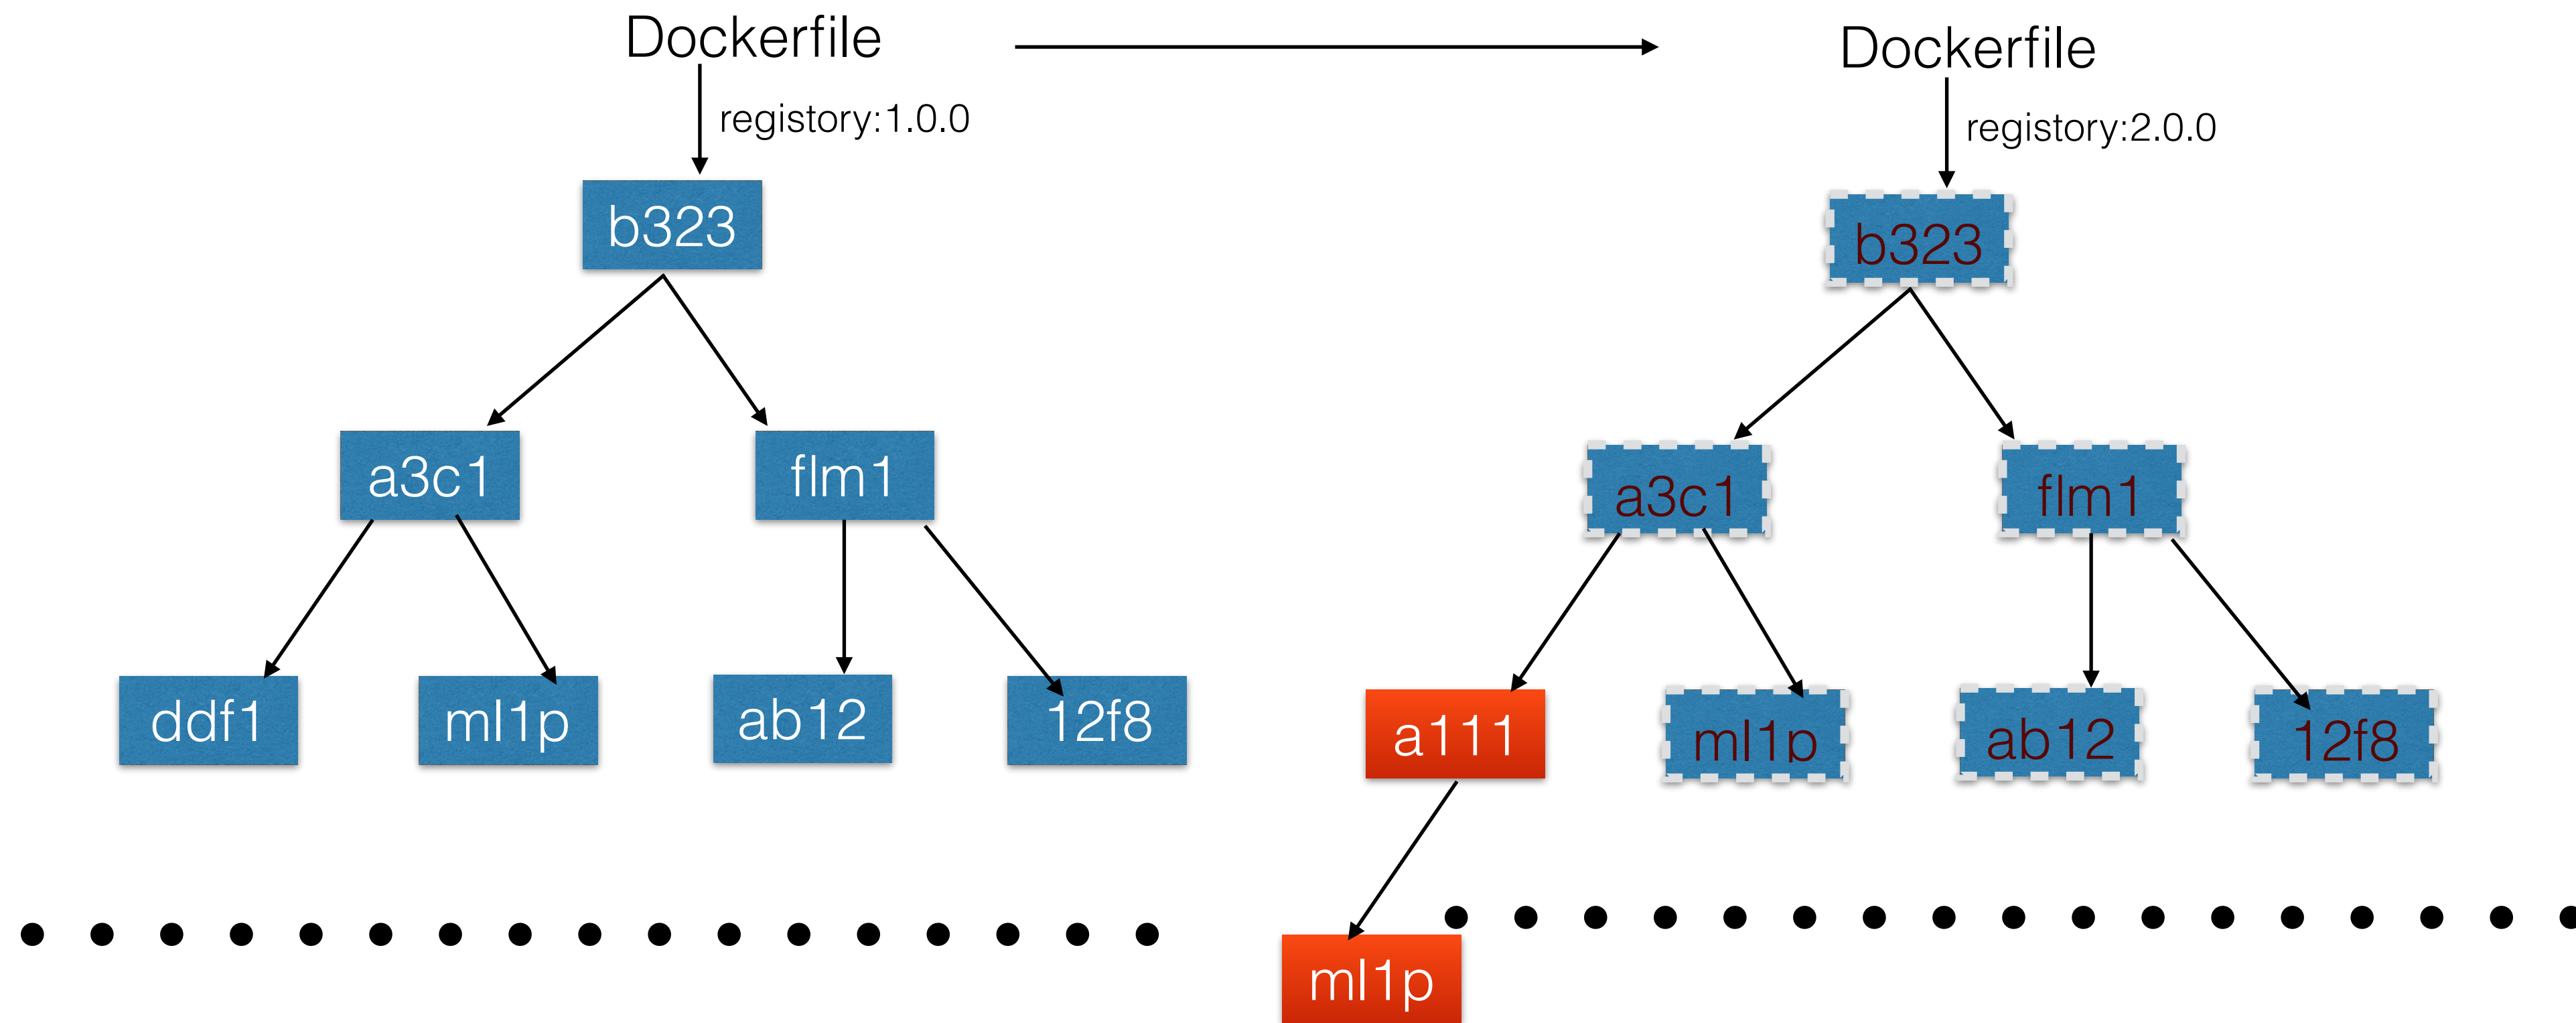 Dockerfile
registory:1.0.0
b323
a3c1
flm1
ddf1
ml1p
ab12
12f8
Dockerfile
registory:2.0.0
b323
a3c1
flm1
a111
ml1p
ab12
12f8
ml1p